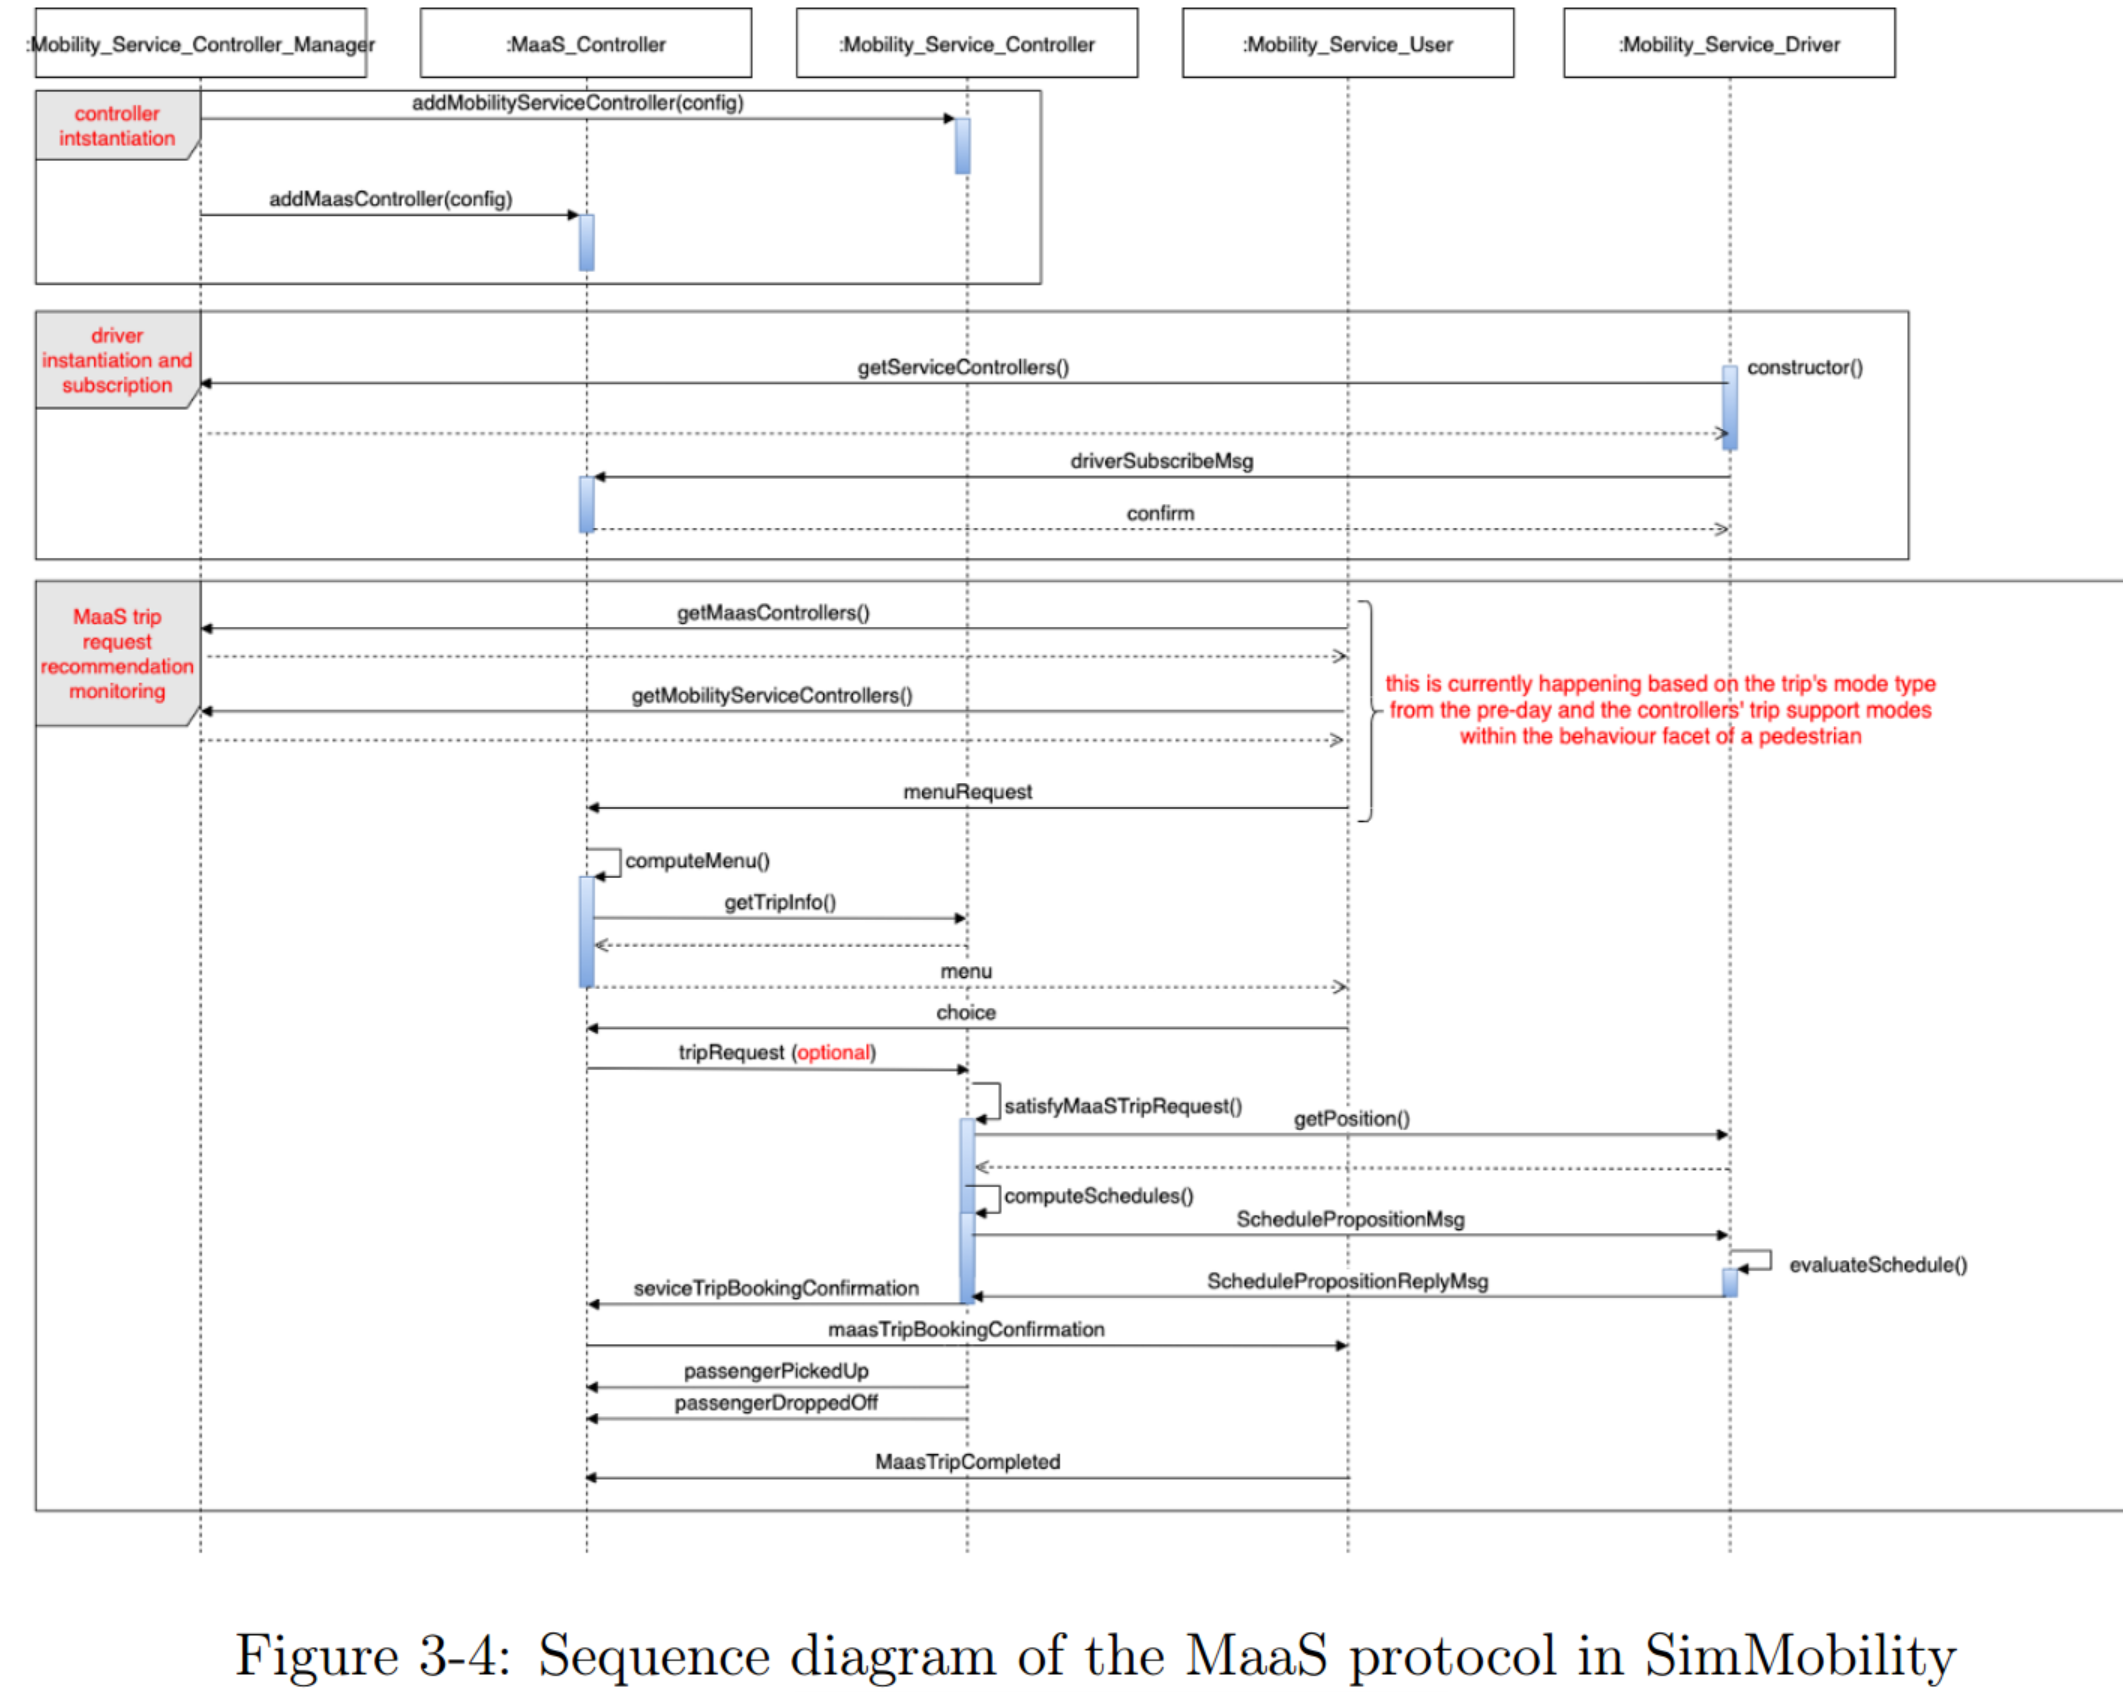 :Mobility_Service_Controller_Manager
:MaaS_Controller
:Mobility_Service_Controller
:Mobility_Service_User
:Mobility_Service_Driver
controller
intstantiation
addMobilityServiceController(config)
addMaasController(config)
driver
instantiation and
subscription
getServiceControllers()
constructor()
driverSubscribeMsg
confirm
MaaS trip
request
recommendation
monitoring
getMaasControllers()
getMobilityServiceControllers()
this is currently happening based on the trip's mode type
from the pre-day and the controllers' trip support modes
within the behaviour facet of a pedestrian
menuRequest
computeMenu()
getTripInfo()
menu
choice
tripRequest (optional)
satisfyMaaSTripRequest()
getPosition()
computeSchedules()
SchedulePropositionMsg
evaluateSchedule()
SchedulePropositionReplyMsg
seviceTripBookingConfirmation
maasTripBookingConfirmation
passengerPickedUp
passengerDroppedOff
MaasTripCompleted
Figure 3-4: Sequence diagram of the MaaS protocol in SimMobility